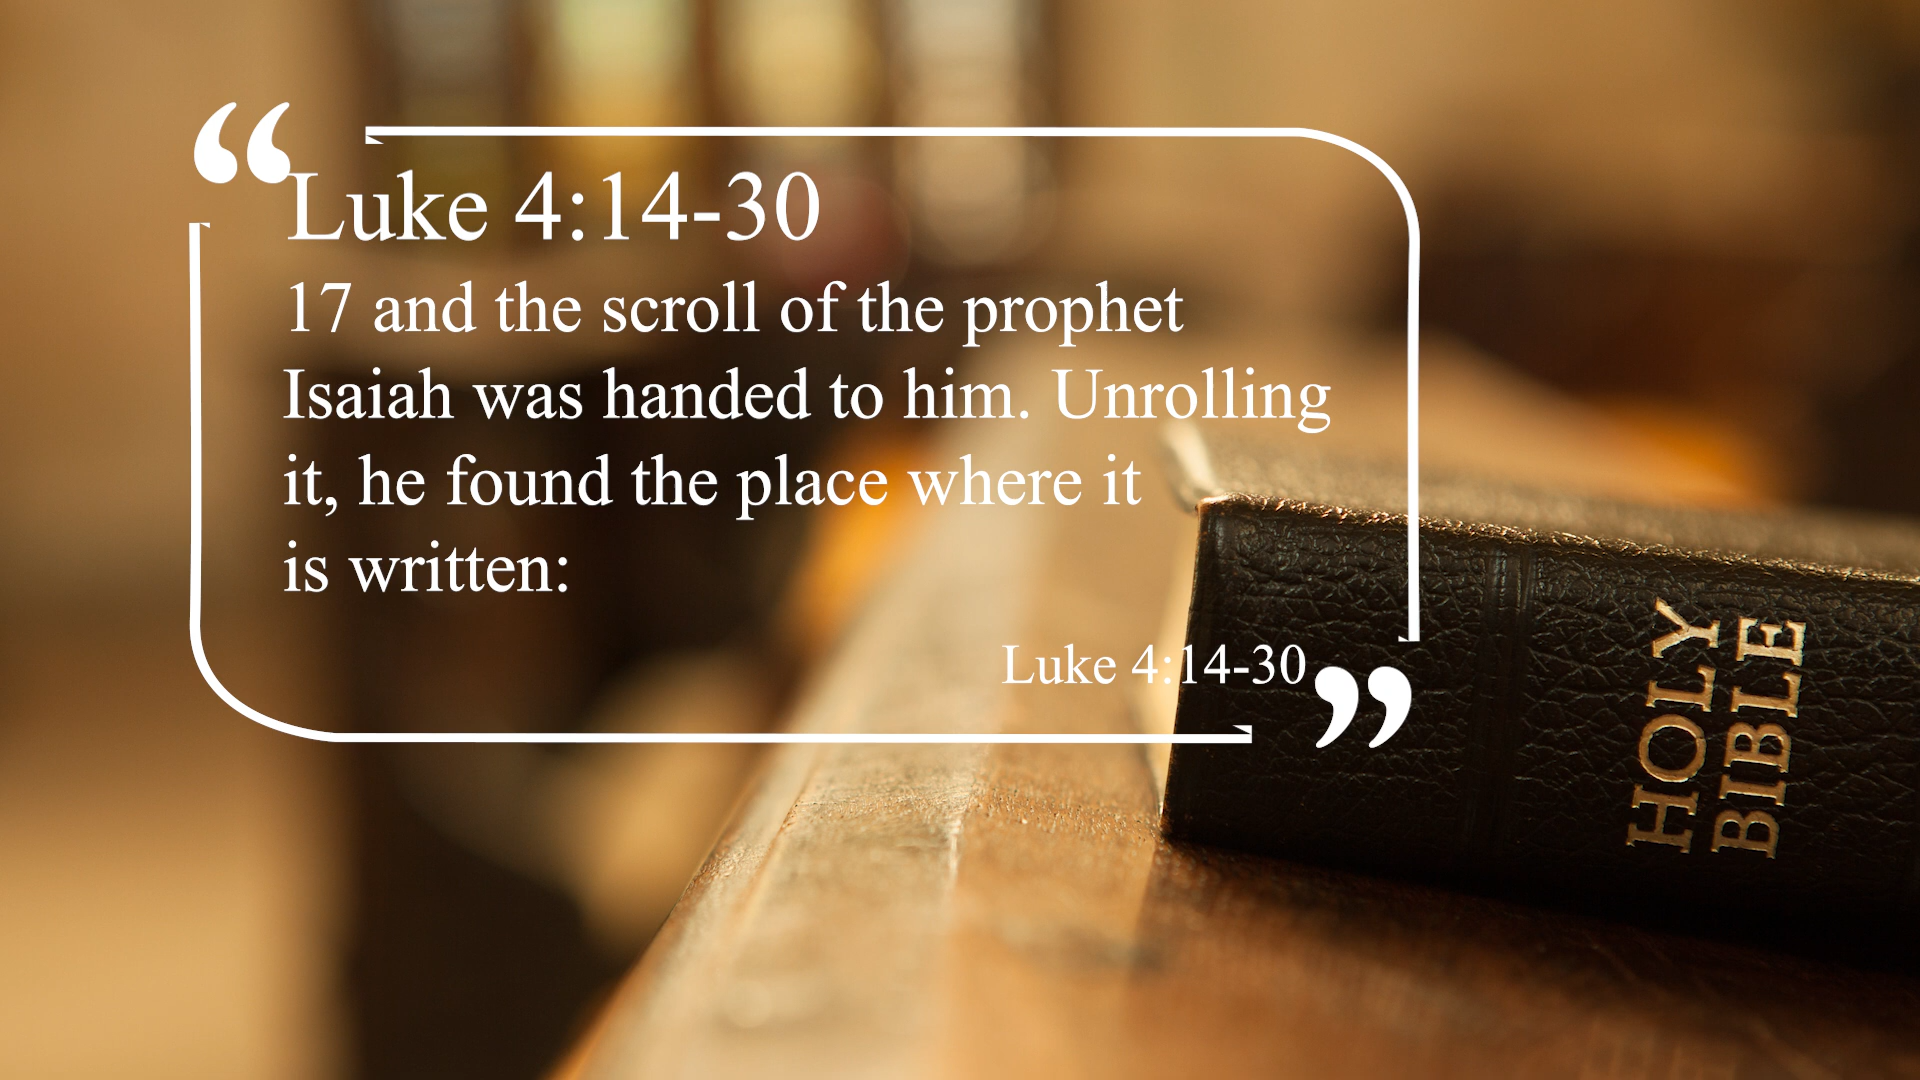 “
Luke 4:14-30
17 and the scroll of the prophet
Isaiah was handed to him. Unrolling
it, he found the place where it
is written:
Luke 4:14-30
”
HOLY
BIBLE